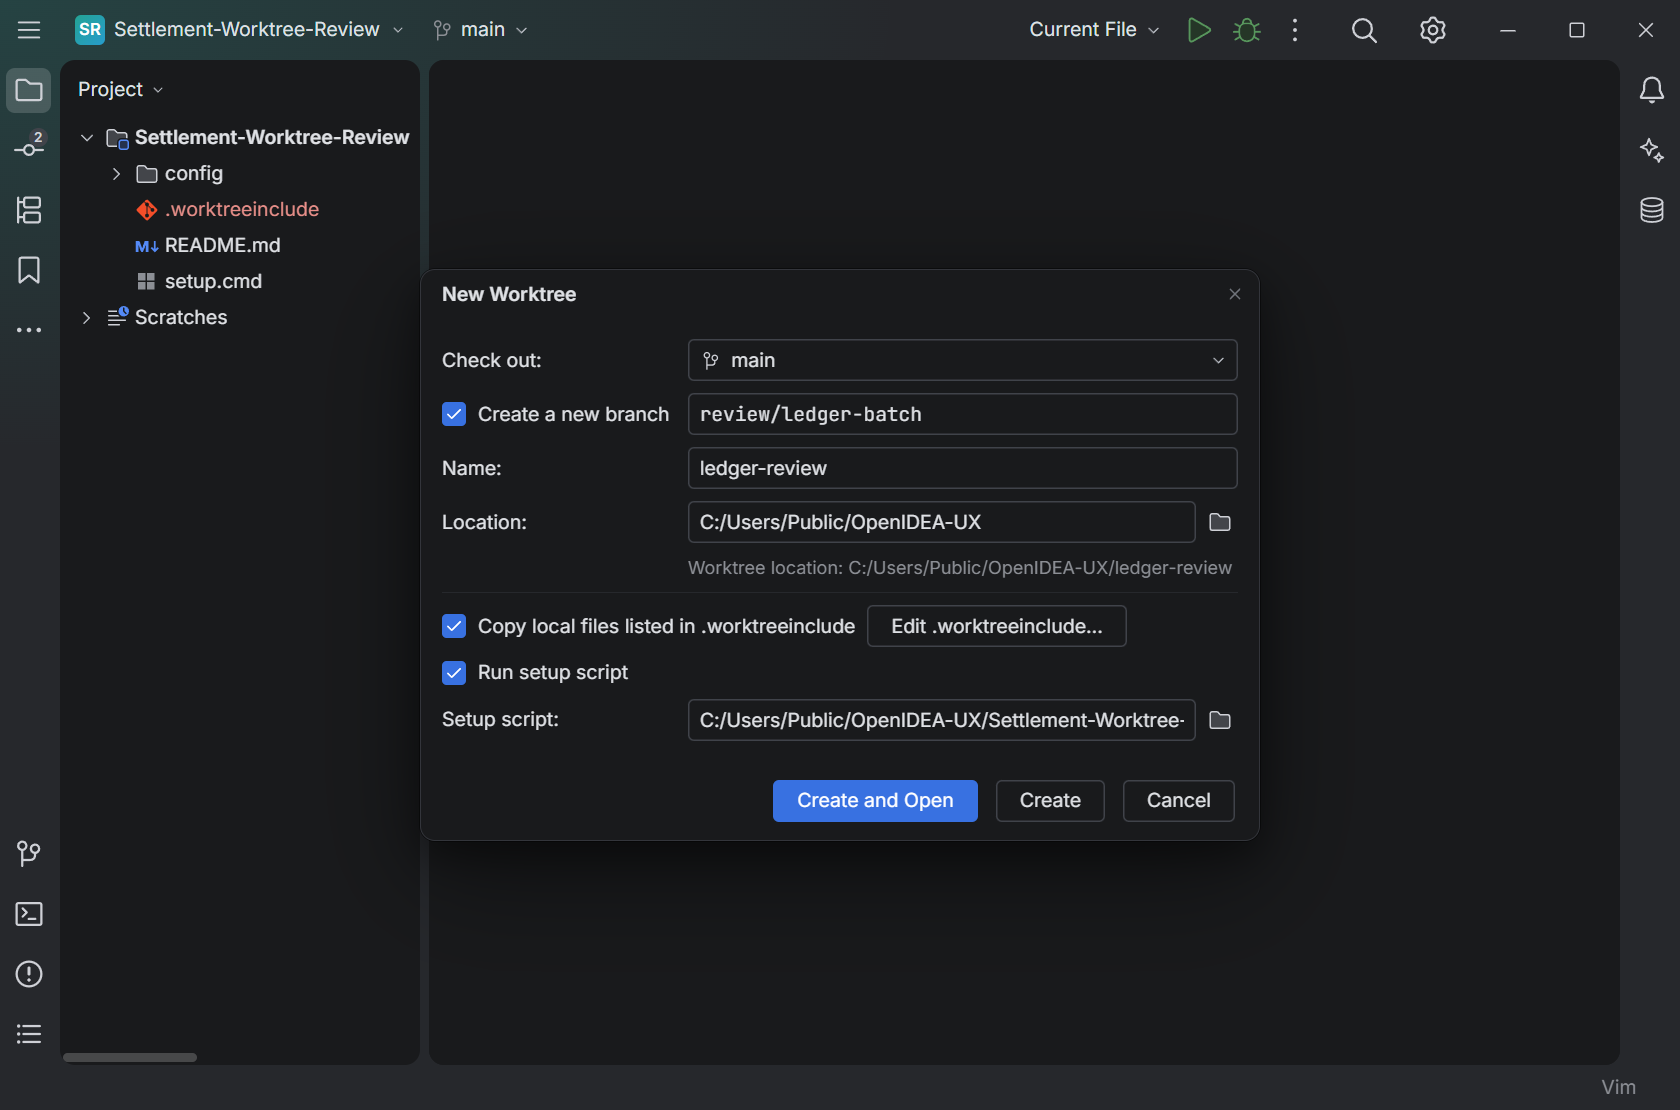 SR Settlement-Worktree-Review main Current File
Project
2
Settlement-Worktree-Review
config
.worktreeinclude
M↓ README.md
setup.cmd
Scratches
New Worktree
Check out: main
Create a new branch review/ledger-batch
Name: ledger-review
Location: C:/Users/Public/OpenIDEA-UX
Worktree location: C:/Users/Public/OpenIDEA-UX/ledger-review
Copy local files listed in .worktreeinclude Edit .worktreeinclude...
Run setup script
Setup script: C:/Users/Public/OpenIDEA-UX/Settlement-Worktree-
Create and Open Create Cancel
Vim